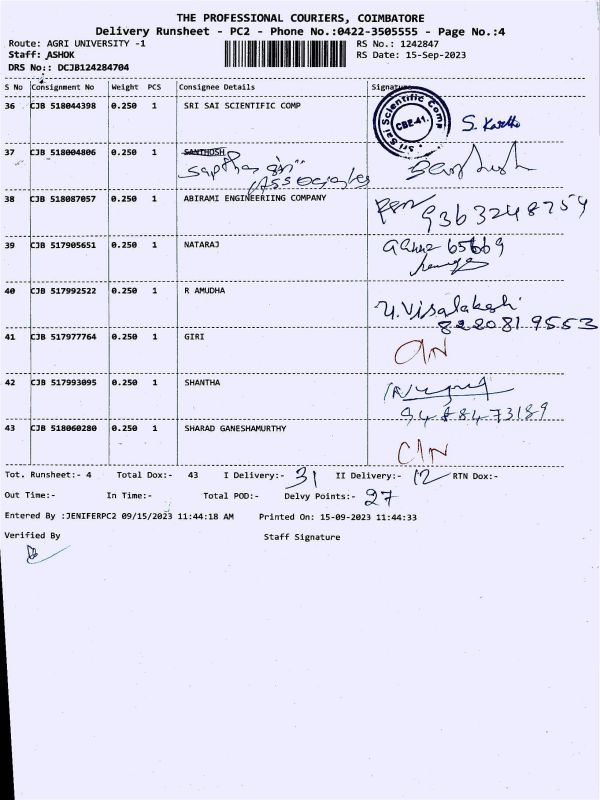 THE PROFESSIONAL COURIERS, COIMBATORE
Delivery Runsheet - PC2 - Phone No.:0422-3505555 - Page No.:4
Route: AGRI UNIVERSITY -1 RS No.: 1242847
Staff: ASHOK RS Date: 15-Sep-2023
DRS No:: DCJB124284704
S No Consignment No Weight PCS Consignee Details Signature
36 CJB 518044398 0.250 1 SRI SAI SCIENTIFIC COMP
Sri Sai Scientific Comp
CBE-41.
S. Karthi
37 CJB 518004806 0.250 1 SANTHOSH
Associates
38 CJB 518087057 0.250 1 ABIRAMI ENGINEERIING COMPANY
9363248759
39 CJB 517905651 0.250 1 NATARAJ
65669
40 CJB 517992522 0.250 1 R AMUDHA
U. Visalakshi
822081 9553
41 CJB 517977764 0.250 1 GIRI
42 CJB 517993095 0.250 1 SHANTHA
9488473189
43 CJB 518060280 0.250 1 SHARAD GANESHAMURTHY
Tot. Runsheet:- 4 Total Dox:- 43 I Delivery:- 31 II Delivery:- 12 RTN Dox:-
Out Time:- In Time:- Total POD:- Delvy Points:- 27
Entered By :JENIFERPC2 09/15/2023 11:44:18 AM Printed On: 15-09-2023 11:44:33
Verified By Staff Signature